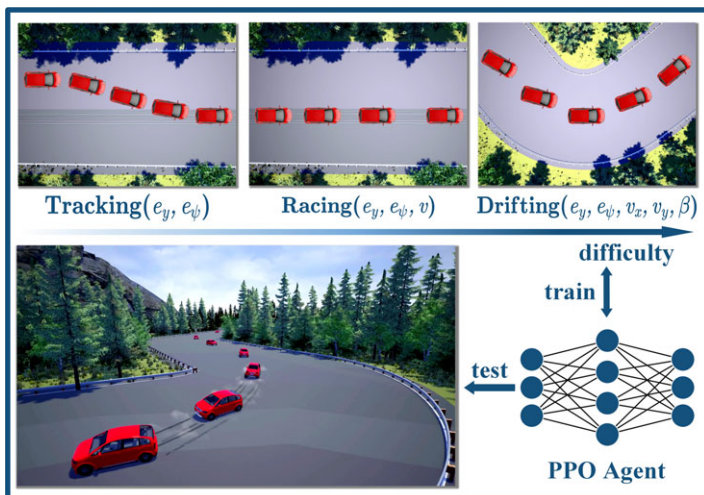 Tracking(e_y, e_ψ)
Racing(e_y, e_ψ, v)
Drifting(e_y, e_ψ, v_x, v_y, β)
difficulty
train
test
PPO Agent